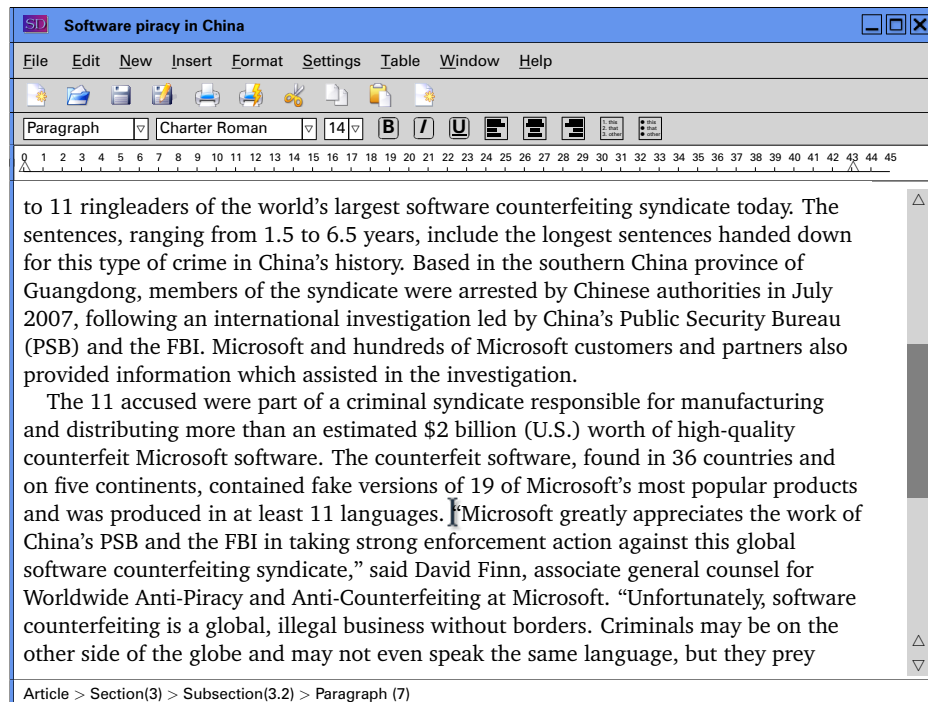 SD Software piracy in China
File Edit New Insert Format Settings Table Window Help
Paragraph Charter Roman 14 B I U 1. this 2. that 3. other this that other
0 1 2 3 4 5 6 7 8 9 10 11 12 13 14 15 16 17 18 19 20 21 22 23 24 25 26 27 28 29 30 31 32 33 34 35 36 37 38 39 40 41 42 43 44 45
to 11 ringleaders of the world’s largest software counterfeiting syndicate today. The
sentences, ranging from 1.5 to 6.5 years, include the longest sentences handed down
for this type of crime in China’s history. Based in the southern China province of
Guangdong, members of the syndicate were arrested by Chinese authorities in July
2007, following an international investigation led by China’s Public Security Bureau
(PSB) and the FBI. Microsoft and hundreds of Microsoft customers and partners also
provided information which assisted in the investigation.
The 11 accused were part of a criminal syndicate responsible for manufacturing
and distributing more than an estimated $2 billion (U.S.) worth of high-quality
counterfeit Microsoft software. The counterfeit software, found in 36 countries and
on five continents, contained fake versions of 19 of Microsoft’s most popular products
and was produced in at least 11 languages. “Microsoft greatly appreciates the work of
China’s PSB and the FBI in taking strong enforcement action against this global
software counterfeiting syndicate,” said David Finn, associate general counsel for
Worldwide Anti-Piracy and Anti-Counterfeiting at Microsoft. “Unfortunately, software
counterfeiting is a global, illegal business without borders. Criminals may be on the
other side of the globe and may not even speak the same language, but they prey
Article > Section(3) > Subsection(3.2) > Paragraph (7)